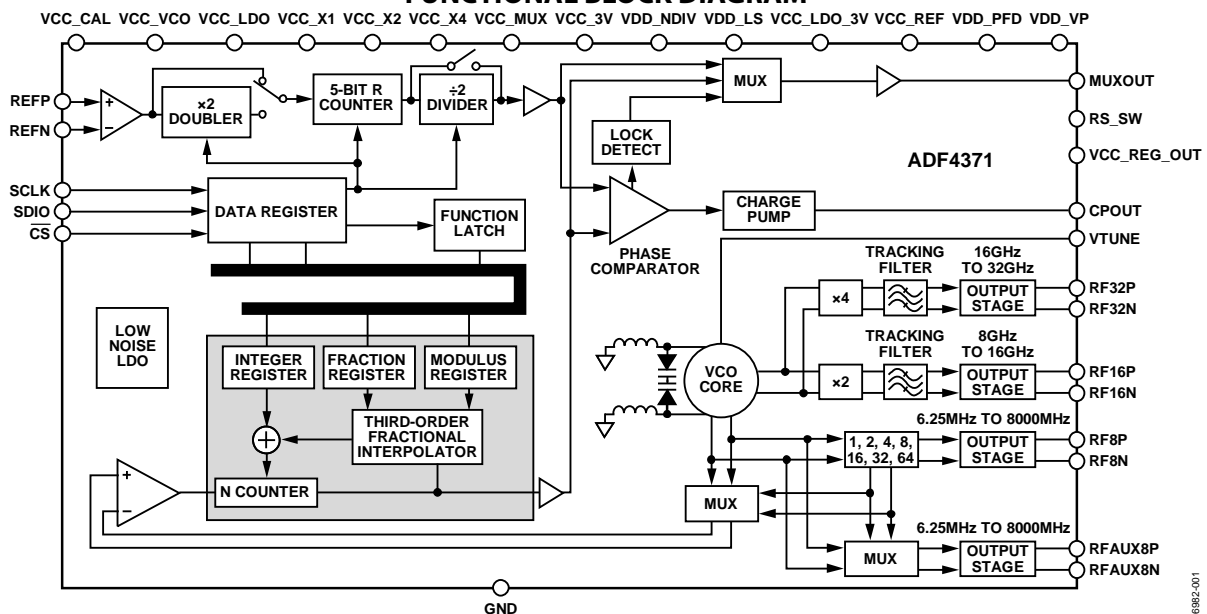 FUNCTIONAL BLOCK DIAGRAM
VCC_CAL VCC_VCO VCC_LDO VCC_X1 VCC_X2 VCC_X4 VCC_MUX VCC_3V VDD_NDIV VDD_LS VCC_LDO_3V VCC_REF VDD_PFD VDD_VP
REFP
REFN
+
–
×2
DOUBLER
5-BIT R
COUNTER
÷2
DIVIDER
MUX
MUXOUT
RS_SW
VCC_REG_OUT
LOCK
DETECT
ADF4371
SCLK
SDIO
CS
DATA REGISTER
FUNCTION
LATCH
PHASE
COMPARATOR
CHARGE
PUMP
CPOUT
VTUNE
TRACKING
FILTER
16GHz
TO 32GHz
×4
OUTPUT
STAGE
RF32P
RF32N
LOW
NOISE
LDO
INTEGER
REGISTER
FRACTION
REGISTER
MODULUS
REGISTER
VCO
CORE
TRACKING
FILTER
8GHz
TO 16GHz
×2
OUTPUT
STAGE
RF16P
RF16N
THIRD-ORDER
FRACTIONAL
INTERPOLATOR
+
6.25MHz TO 8000MHz
1, 2, 4, 8,
16, 32, 64
OUTPUT
STAGE
RF8P
RF8N
+
–
N COUNTER
MUX
6.25MHz TO 8000MHz
MUX
OUTPUT
STAGE
RFAUX8P
RFAUX8N
GND
6982-001